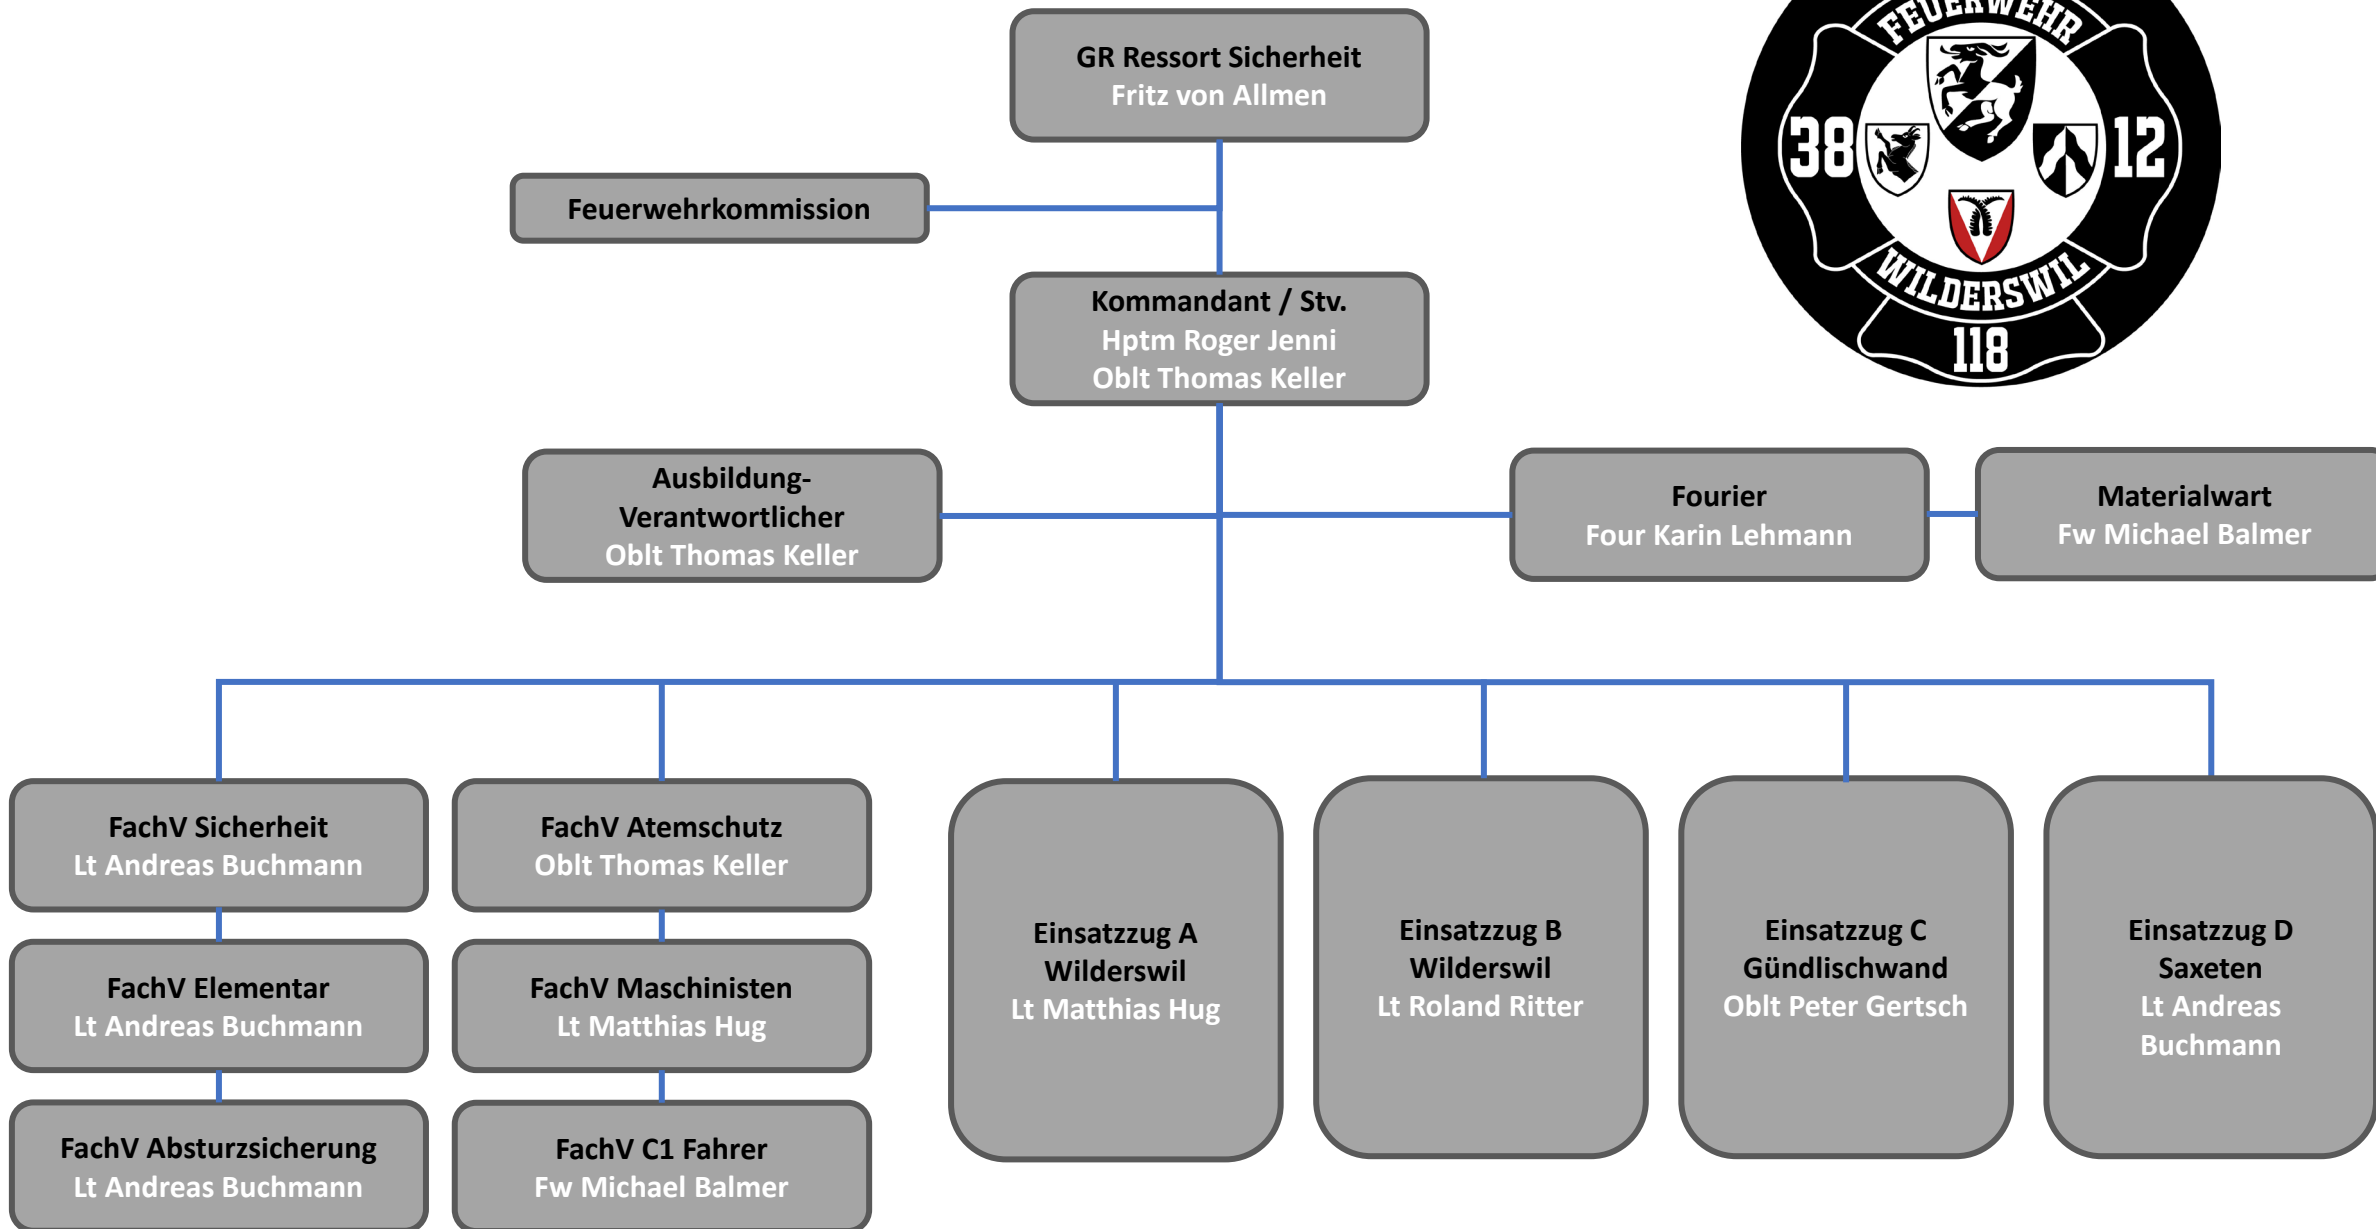 GR Ressort Sicherheit
Fritz von Allmen
FEUERWEHR
38
12
WILDERSWIL
118
Feuerwehrkommission
Kommandant / Stv.
Hptm Roger Jenni
Oblt Thomas Keller
Ausbildung-
Verantwortlicher
Oblt Thomas Keller
Fourier
Four Karin Lehmann
Materialwart
Fw Michael Balmer
FachV Sicherheit
Lt Andreas Buchmann
FachV Elementar
Lt Andreas Buchmann
FachV Absturzsicherung
Lt Andreas Buchmann
FachV Atemschutz
Oblt Thomas Keller
FachV Maschinisten
Lt Matthias Hug
FachV C1 Fahrer
Fw Michael Balmer
Einsatzzug A
Wilderswil
Lt Matthias Hug
Einsatzzug B
Wilderswil
Lt Roland Ritter
Einsatzzug C
Gündlischwand
Oblt Peter Gertsch
Einsatzzug D
Saxeten
Lt Andreas
Buchmann